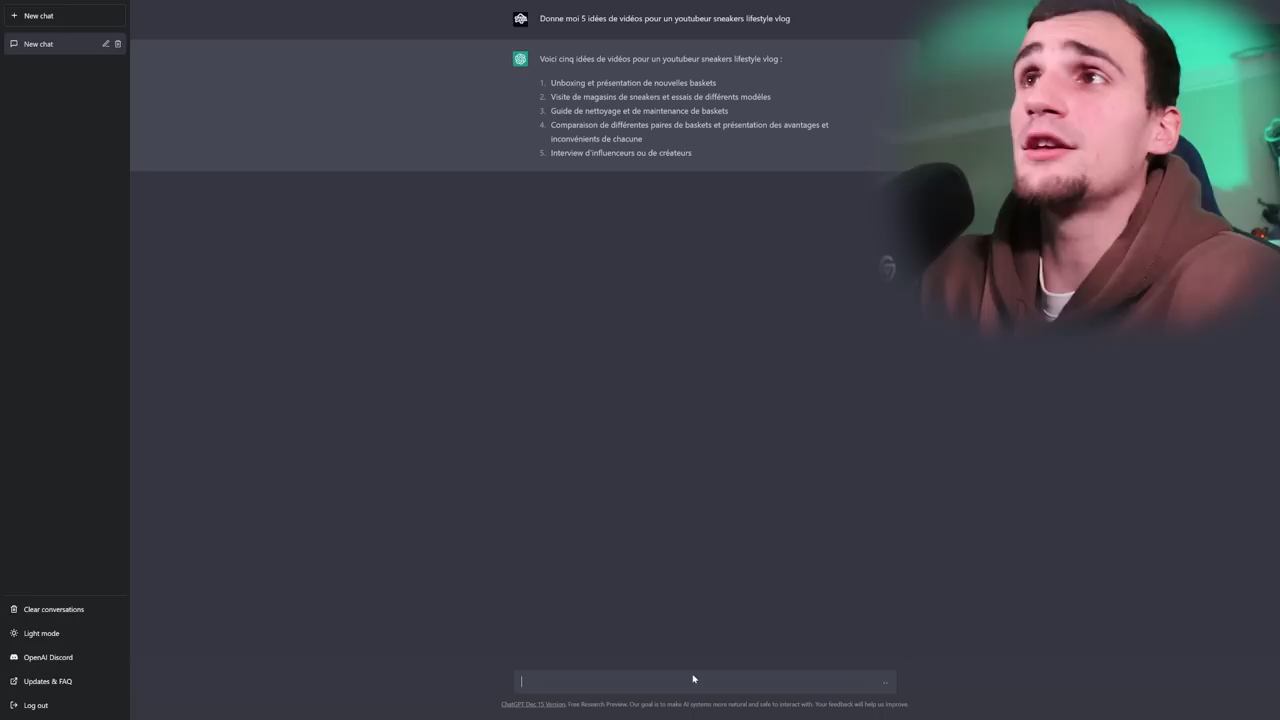 New chat
New chat
Donne moi 5 idées de vidéos pour un youtubeur sneakers lifestyle vlog
Voici cinq idées de vidéos pour un youtubeur sneakers lifestyle vlog :
1. Unboxing et présentation de nouvelles baskets
2. Visite de magasins de sneakers et essais de différents modèles
3. Guide de nettoyage et de maintenance de baskets
4. Comparaison de différentes paires de baskets et présentation des avantages et
inconvénients de chacune
5. Interview d'influenceurs ou de créateurs
Clear conversations
Light mode
OpenAI Discord
Updates & FAQ
Log out
ChatGPT Dec 15 Version. Free Research Preview. Our goal is to make AI systems more natural and safe to interact with. Your feedback will help us improve.